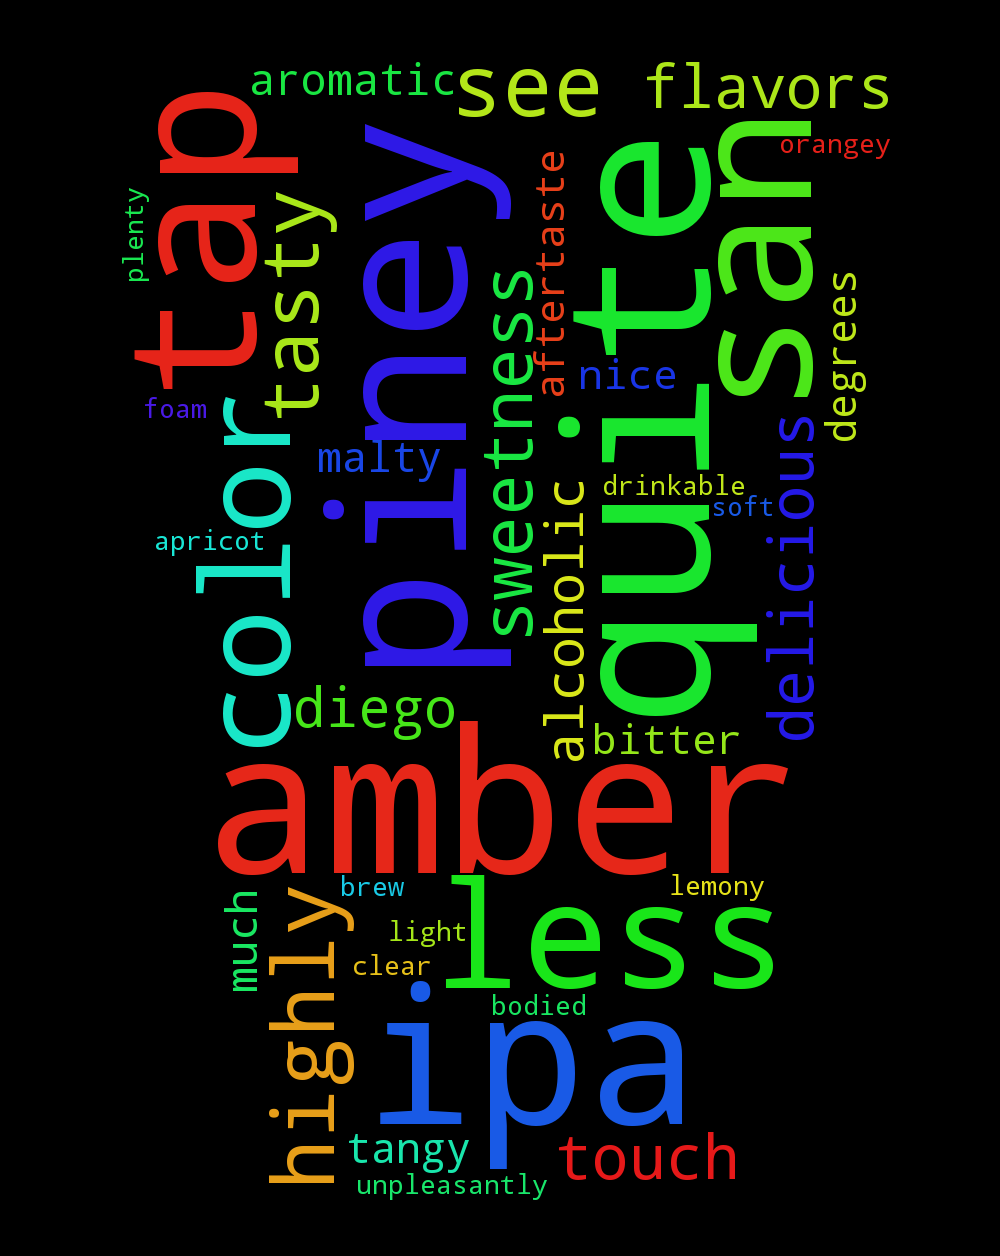 aromatic
see
flavors
tap
piney
quite
san
orangey
plenty
tasty
aftertaste
sweetness
degrees
nice
foam
color
malty
delicious
drinkable
soft
alcoholic
apricot
diego
bitter
amber
brew
less
lemony
much
highly
light
clear
ipa
bodied
tangy
touch
unpleasantly